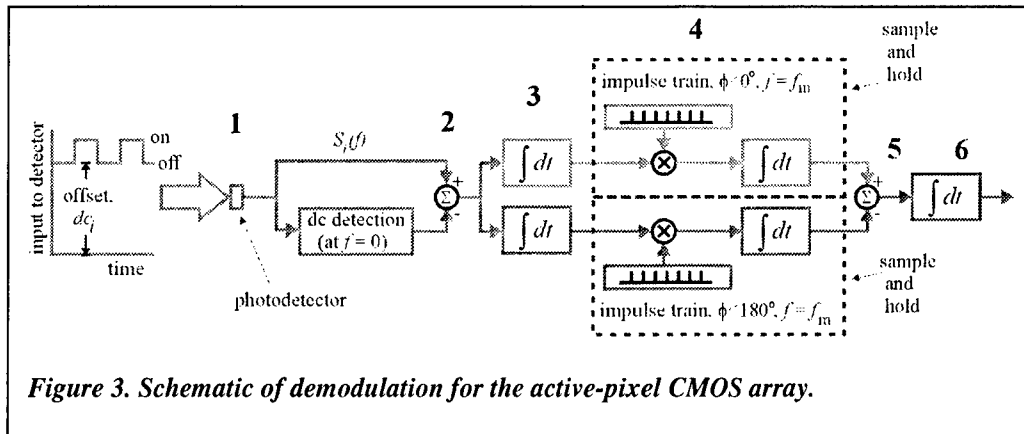 4
sample
and
hold
impulse train, ϕ∠0°, f = fm
3
1
2
on
off
Si(f)
∫ dt
∫ dt
5
6
input to detector
offset,
dci
Σ
+
-
Σ
+
-
∫ dt
dc detection
(at f = 0)
∫ dt
∫ dt
time
photodetector
impulse train, ϕ∠180°, f = fm
sample
and
hold
Figure 3. Schematic of demodulation for the active-pixel CMOS array.